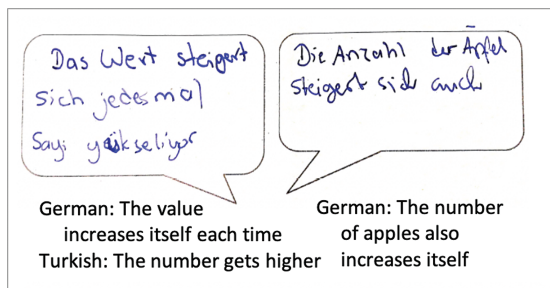 Das Wert steigert
sich jedesmal
Sayi yükseliyor
Die Anzahl der Äpfel
steigert sich auch
German: The value
increases itself each time
Turkish: The number gets higher
German: The number
of apples also
increases itself